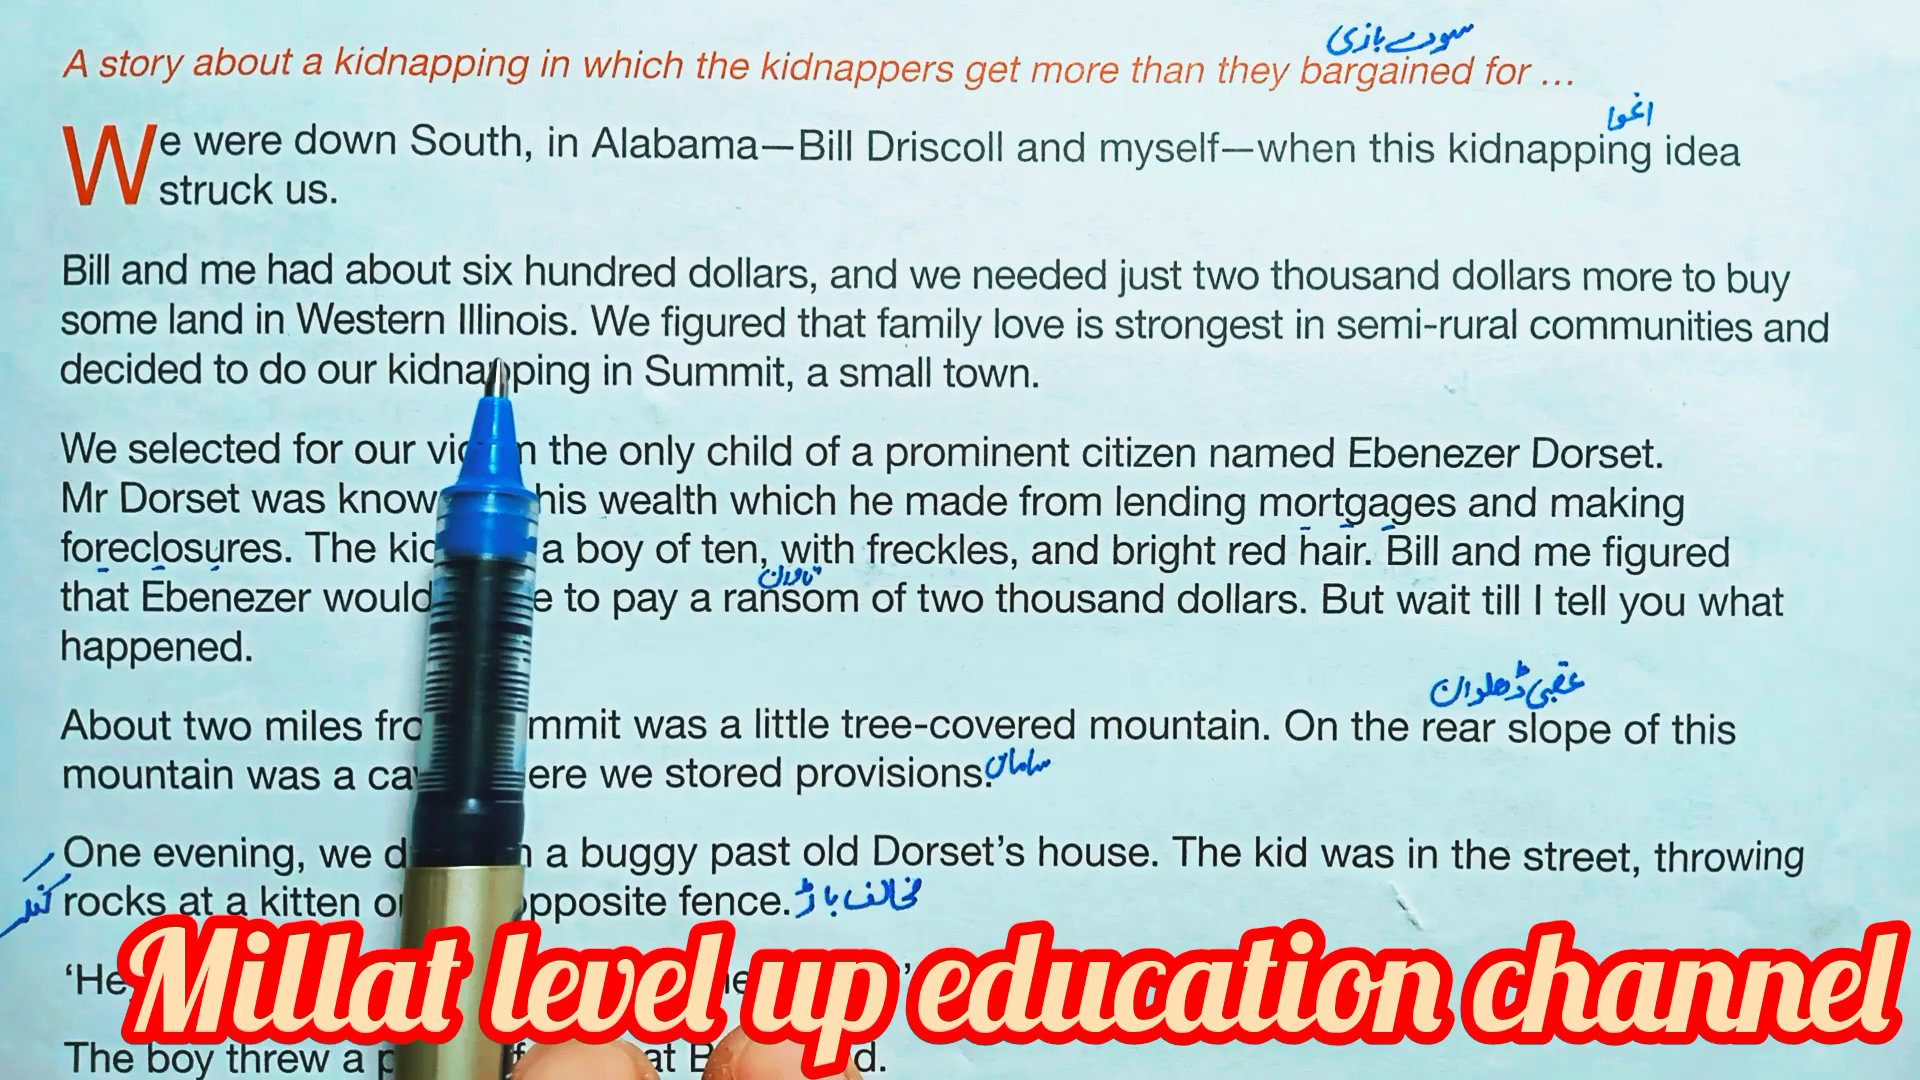 سودے بازی
A story about a kidnapping in which the kidnappers get more than they bargained for ...
اغوا
We were down South, in Alabama—Bill Driscoll and myself—when this kidnapping idea
struck us.
Bill and me had about six hundred dollars, and we needed just two thousand dollars more to buy
some land in Western Illinois. We figured that family love is strongest in semi-rural communities and
decided to do our kidnapping in Summit, a small town.
We selected for our the only child of a prominent citizen named Ebenezer Dorset.
Mr Dorset was his wealth which he made from lending mortgages and making
foreclosures. The a boy of ten, with freckles, and bright red hair. Bill and me figured
تاوان
that Ebenezer would to pay a ransom of two thousand dollars. But wait till I tell you what
happened.
عقبی ڈھلوان
About two miles was a little tree-covered mountain. On the rear slope of this
mountain was a we stored provisions. سامان
One evening, we a buggy past old Dorset's house. The kid was in the street, throwing
rocks at a kitten opposite fence. مخالف باڑ
Millat level up education channel
The boy threw a